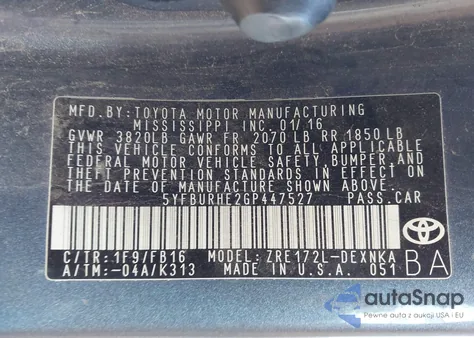 MFD.BY: TOYOTA MOTOR MANUFACTURING
MISSISSIPPI INC. 01/16
GVWR 3820LB GAWR FR 2070LB RR 1850LB
THIS VEHICLE CONFORMS TO ALL APPLICABLE
FEDERAL MOTOR VEHICLE SAFETY, BUMPER, AND
THEFT PREVENTION STANDARDS IN EFFECT ON
THE DATE OF MANUFACTURE SHOWN ABOVE.
5YFBURHE2GP447527 PASS.CAR
C/TR: 1F9/FB16 MODEL: ZRE172L-DEXNKA
A/TM: -04A/K313 MADE IN U.S.A. 051
BA
TOYOTA
autoSnap
Pewne auta z aukcji USA i EU